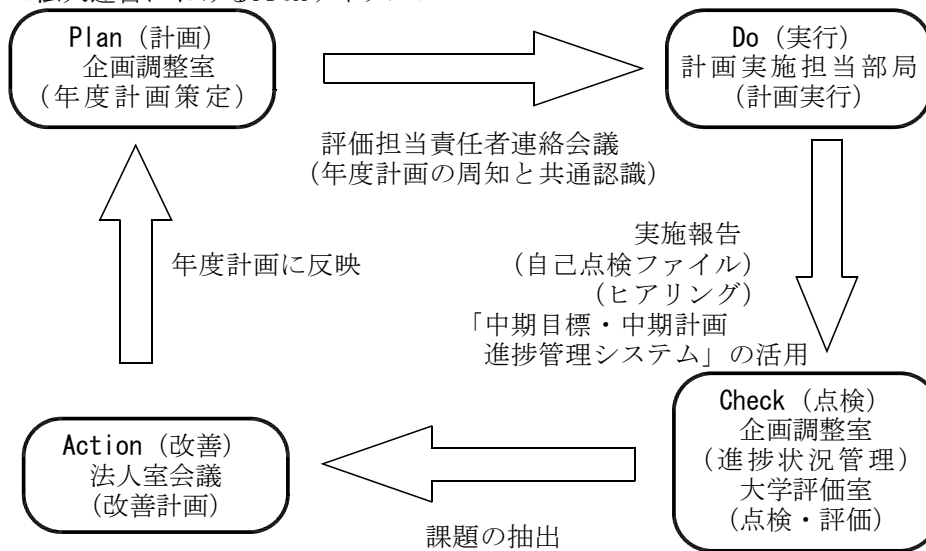 Plan（計画）
企画調整室
（年度計画策定）
Do（実行）
計画実施担当部局
（計画実行）
評価担当責任者連絡会議
（年度計画の周知と共通認識）
年度計画に反映
実施報告
（自己点検ファイル）
（ヒアリング）
「中期目標・中期計画
進捗管理システム」の活用
Action（改善）
法人室会議
（改善計画）
Check（点検）
企画調整室
（進捗状況管理）
大学評価室
（点検・評価）
課題の抽出